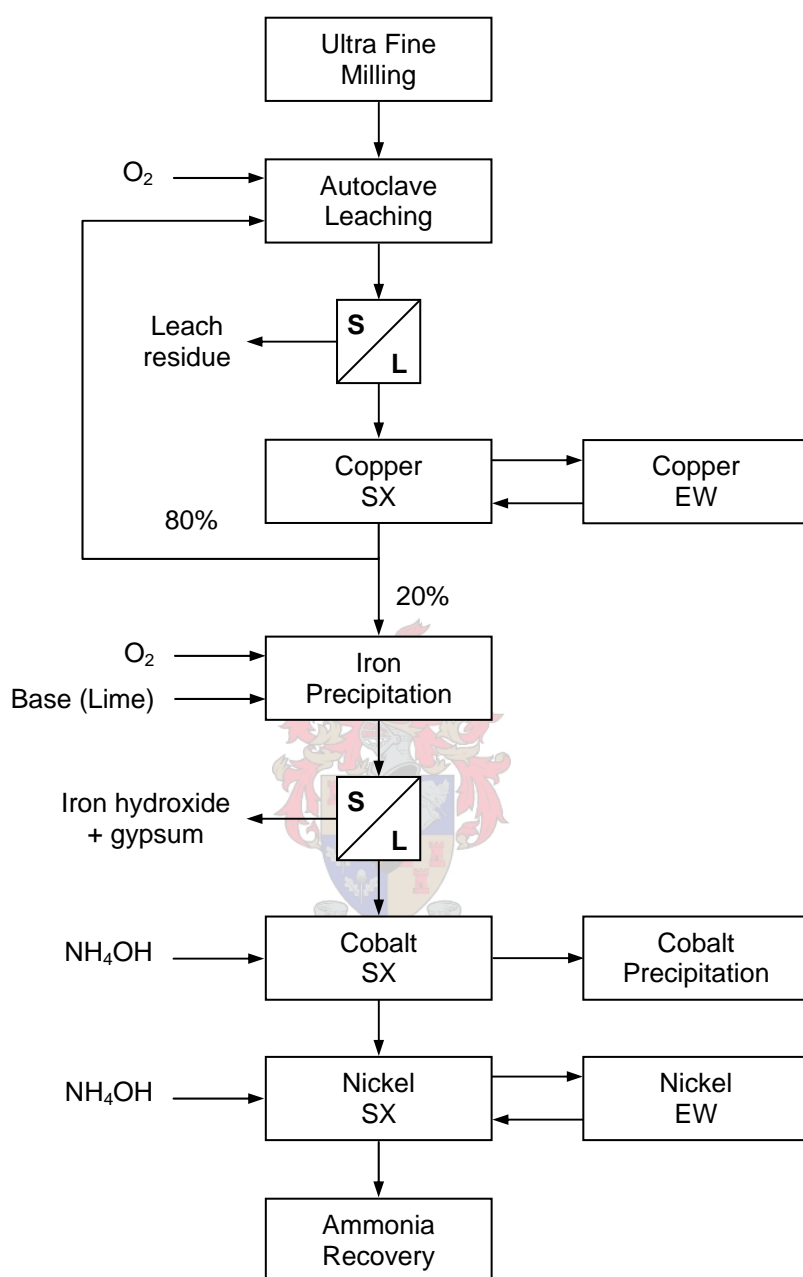 Ultra Fine
Milling
O₂
Autoclave
Leaching
S
L
Leach
residue
Copper
SX
Copper
EW
80%
20%
O₂
Base (Lime)
Iron
Precipitation
S
L
Iron hydroxide
+ gypsum
NH₄OH
Cobalt
SX
Cobalt
Precipitation
NH₄OH
Nickel
SX
Nickel
EW
Ammonia
Recovery